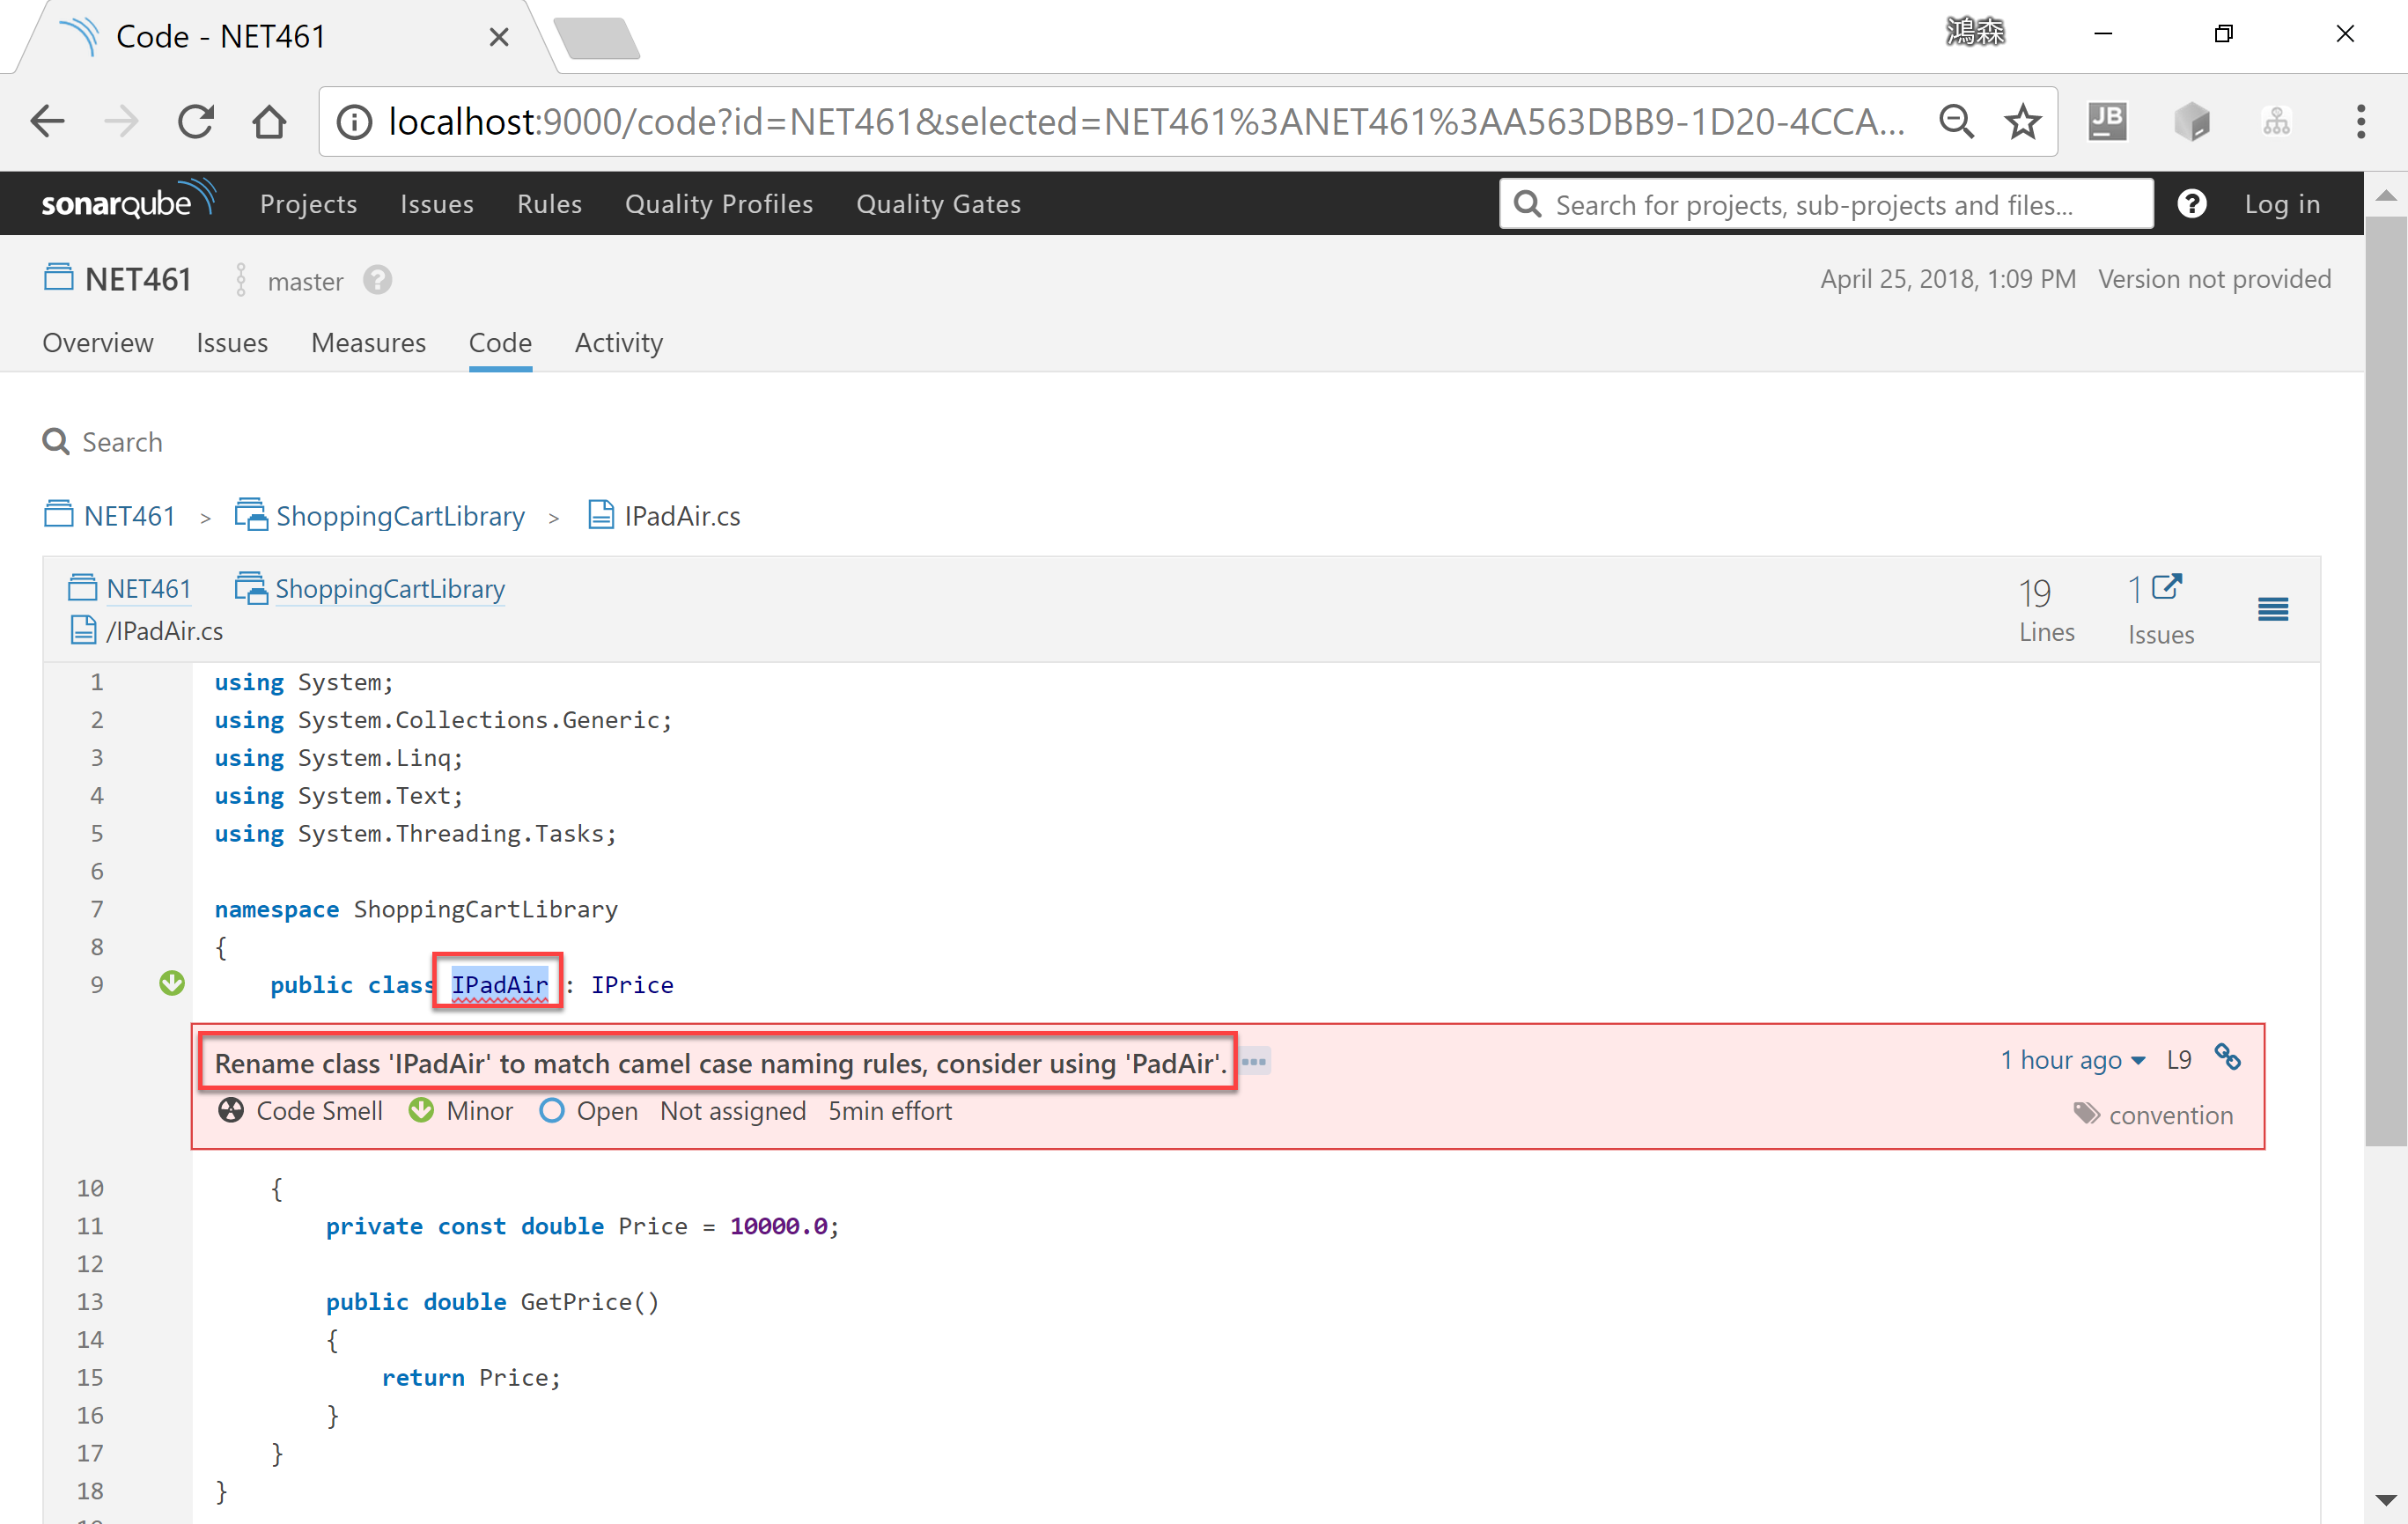 Code - NET461
鴻森
localhost:9000/code?id=NET461&selected=NET461%3ANET461%3AA563DBB9-1D20-4CCA...
JB
sonarqube Projects Issues Rules Quality Profiles Quality Gates Search for projects, sub-projects and files... Log in
NET461 master April 25, 2018, 1:09 PM Version not provided
Overview Issues Measures Code Activity
Search
NET461 > ShoppingCartLibrary > IPadAir.cs
NET461 ShoppingCartLibrary
/IPadAir.cs
19 Lines
1 Issues
1 using System;
2 using System.Collections.Generic;
3 using System.Linq;
4 using System.Text;
5 using System.Threading.Tasks;
6
7 namespace ShoppingCartLibrary
8 {
9 public class IPadAir : IPrice
Rename class 'IPadAir' to match camel case naming rules, consider using 'PadAir'. ... 1 hour ago L9
Code Smell Minor Open Not assigned 5min effort convention
10 {
11 private const double Price = 10000.0;
12
13 public double GetPrice()
14 {
15 return Price;
16 }
17 }
18 }